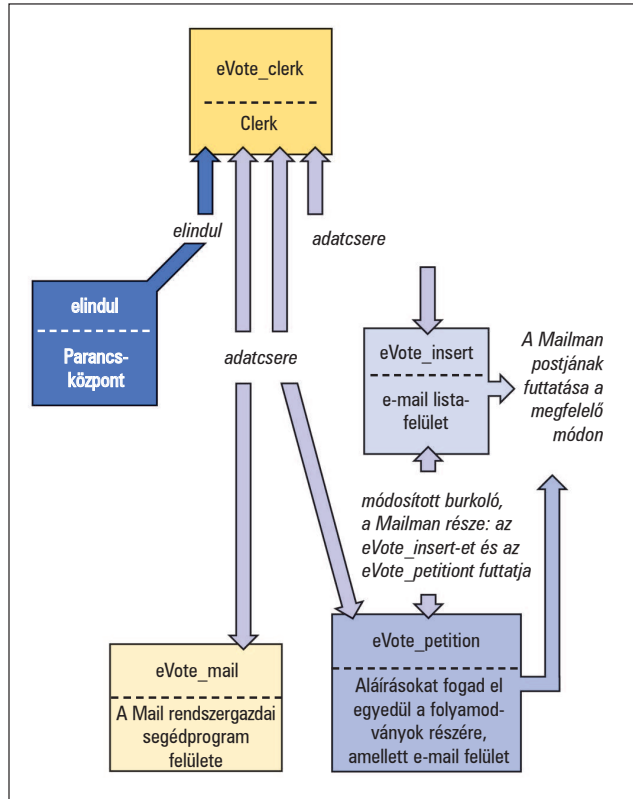 eVote_clerk
Clerk
elindul
adatcsere
elindul
Parancs-
központ
adatcsere
eVote_insert
e-mail lista-
felület
A Mailman
postjának
futtatása a
megfelelő
módon
módosított burkoló,
a Mailman része: az
eVote_insert-et és az
eVote_petitiont futtatja
eVote_mail
A Mail rendszergazdai
segédprogram
felülete
eVote_petition
Aláírásokat fogad el
egyedül a folyamod-
ványok részére,
amellett e-mail felület